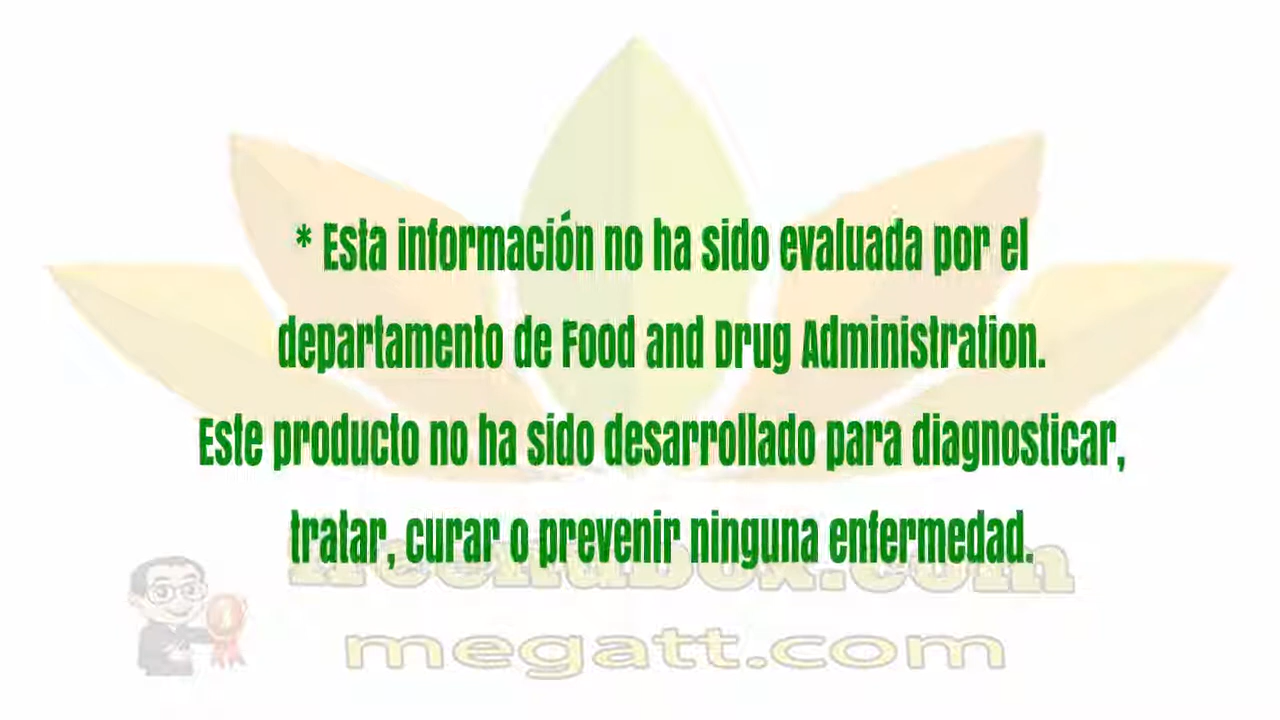 * Esta información no ha sido evaluada por el
departamento de Food and Drug Administration.
Este producto no ha sido desarrollado para diagnosticar,
tratar, curar o prevenir ninguna enfermedad.
megatt.com